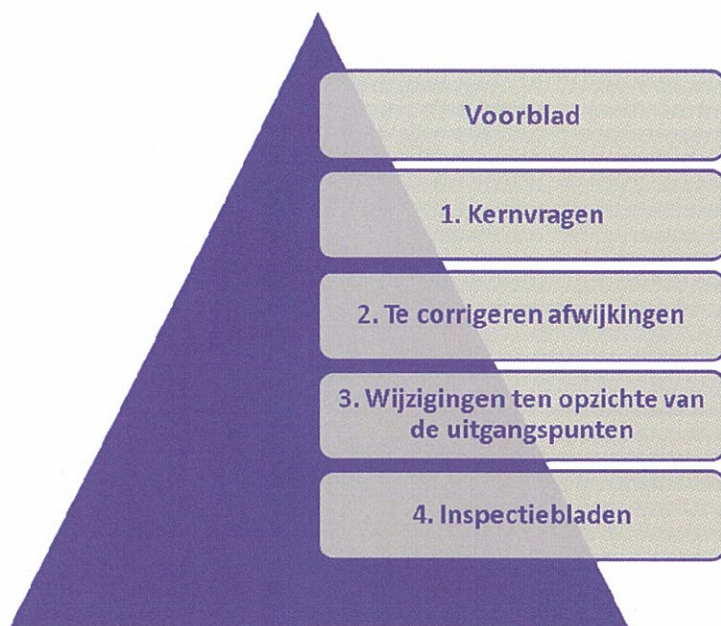 Voorblad
1. Kernvragen
2. Te corrigeren afwijkingen
3. Wijzigingen ten opzichte van
de uitgangspunten
4. Inspectiebladen